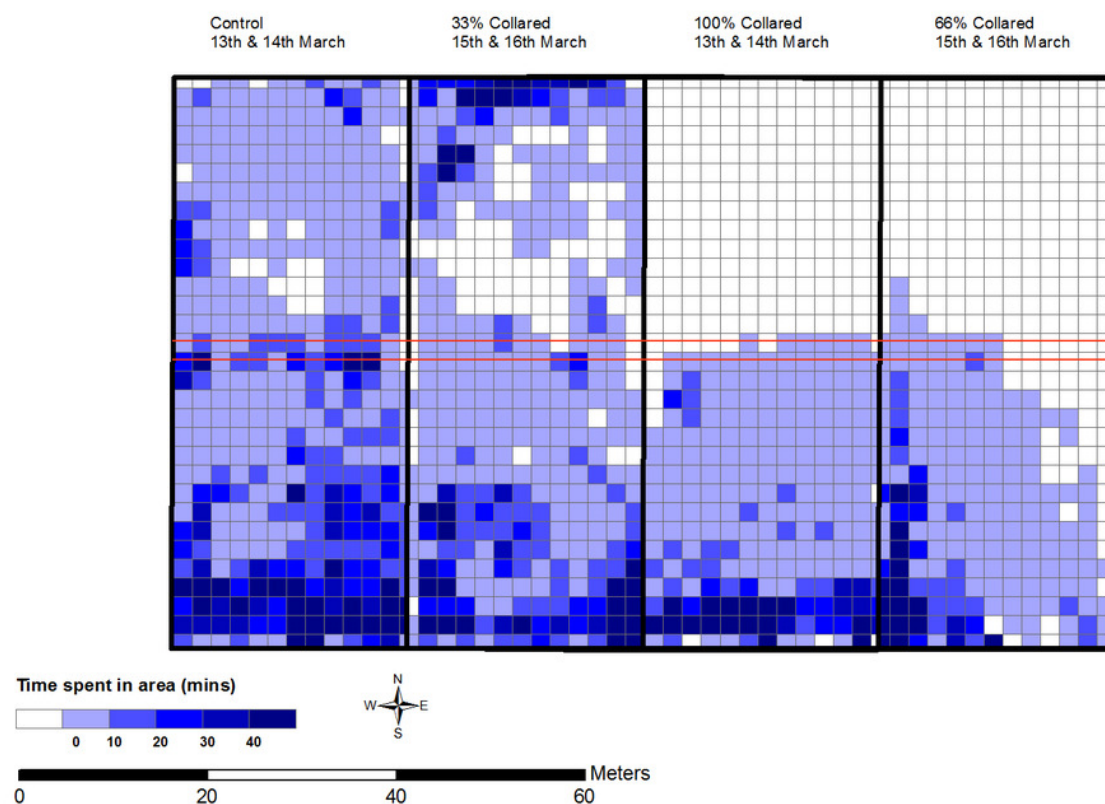 Control
13th & 14th March
33% Collared
15th & 16th March
100% Collared
13th & 14th March
66% Collared
15th & 16th March
Time spent in area (mins)
0 10 20 30 40
N
W E
S
Meters
0 20 40 60